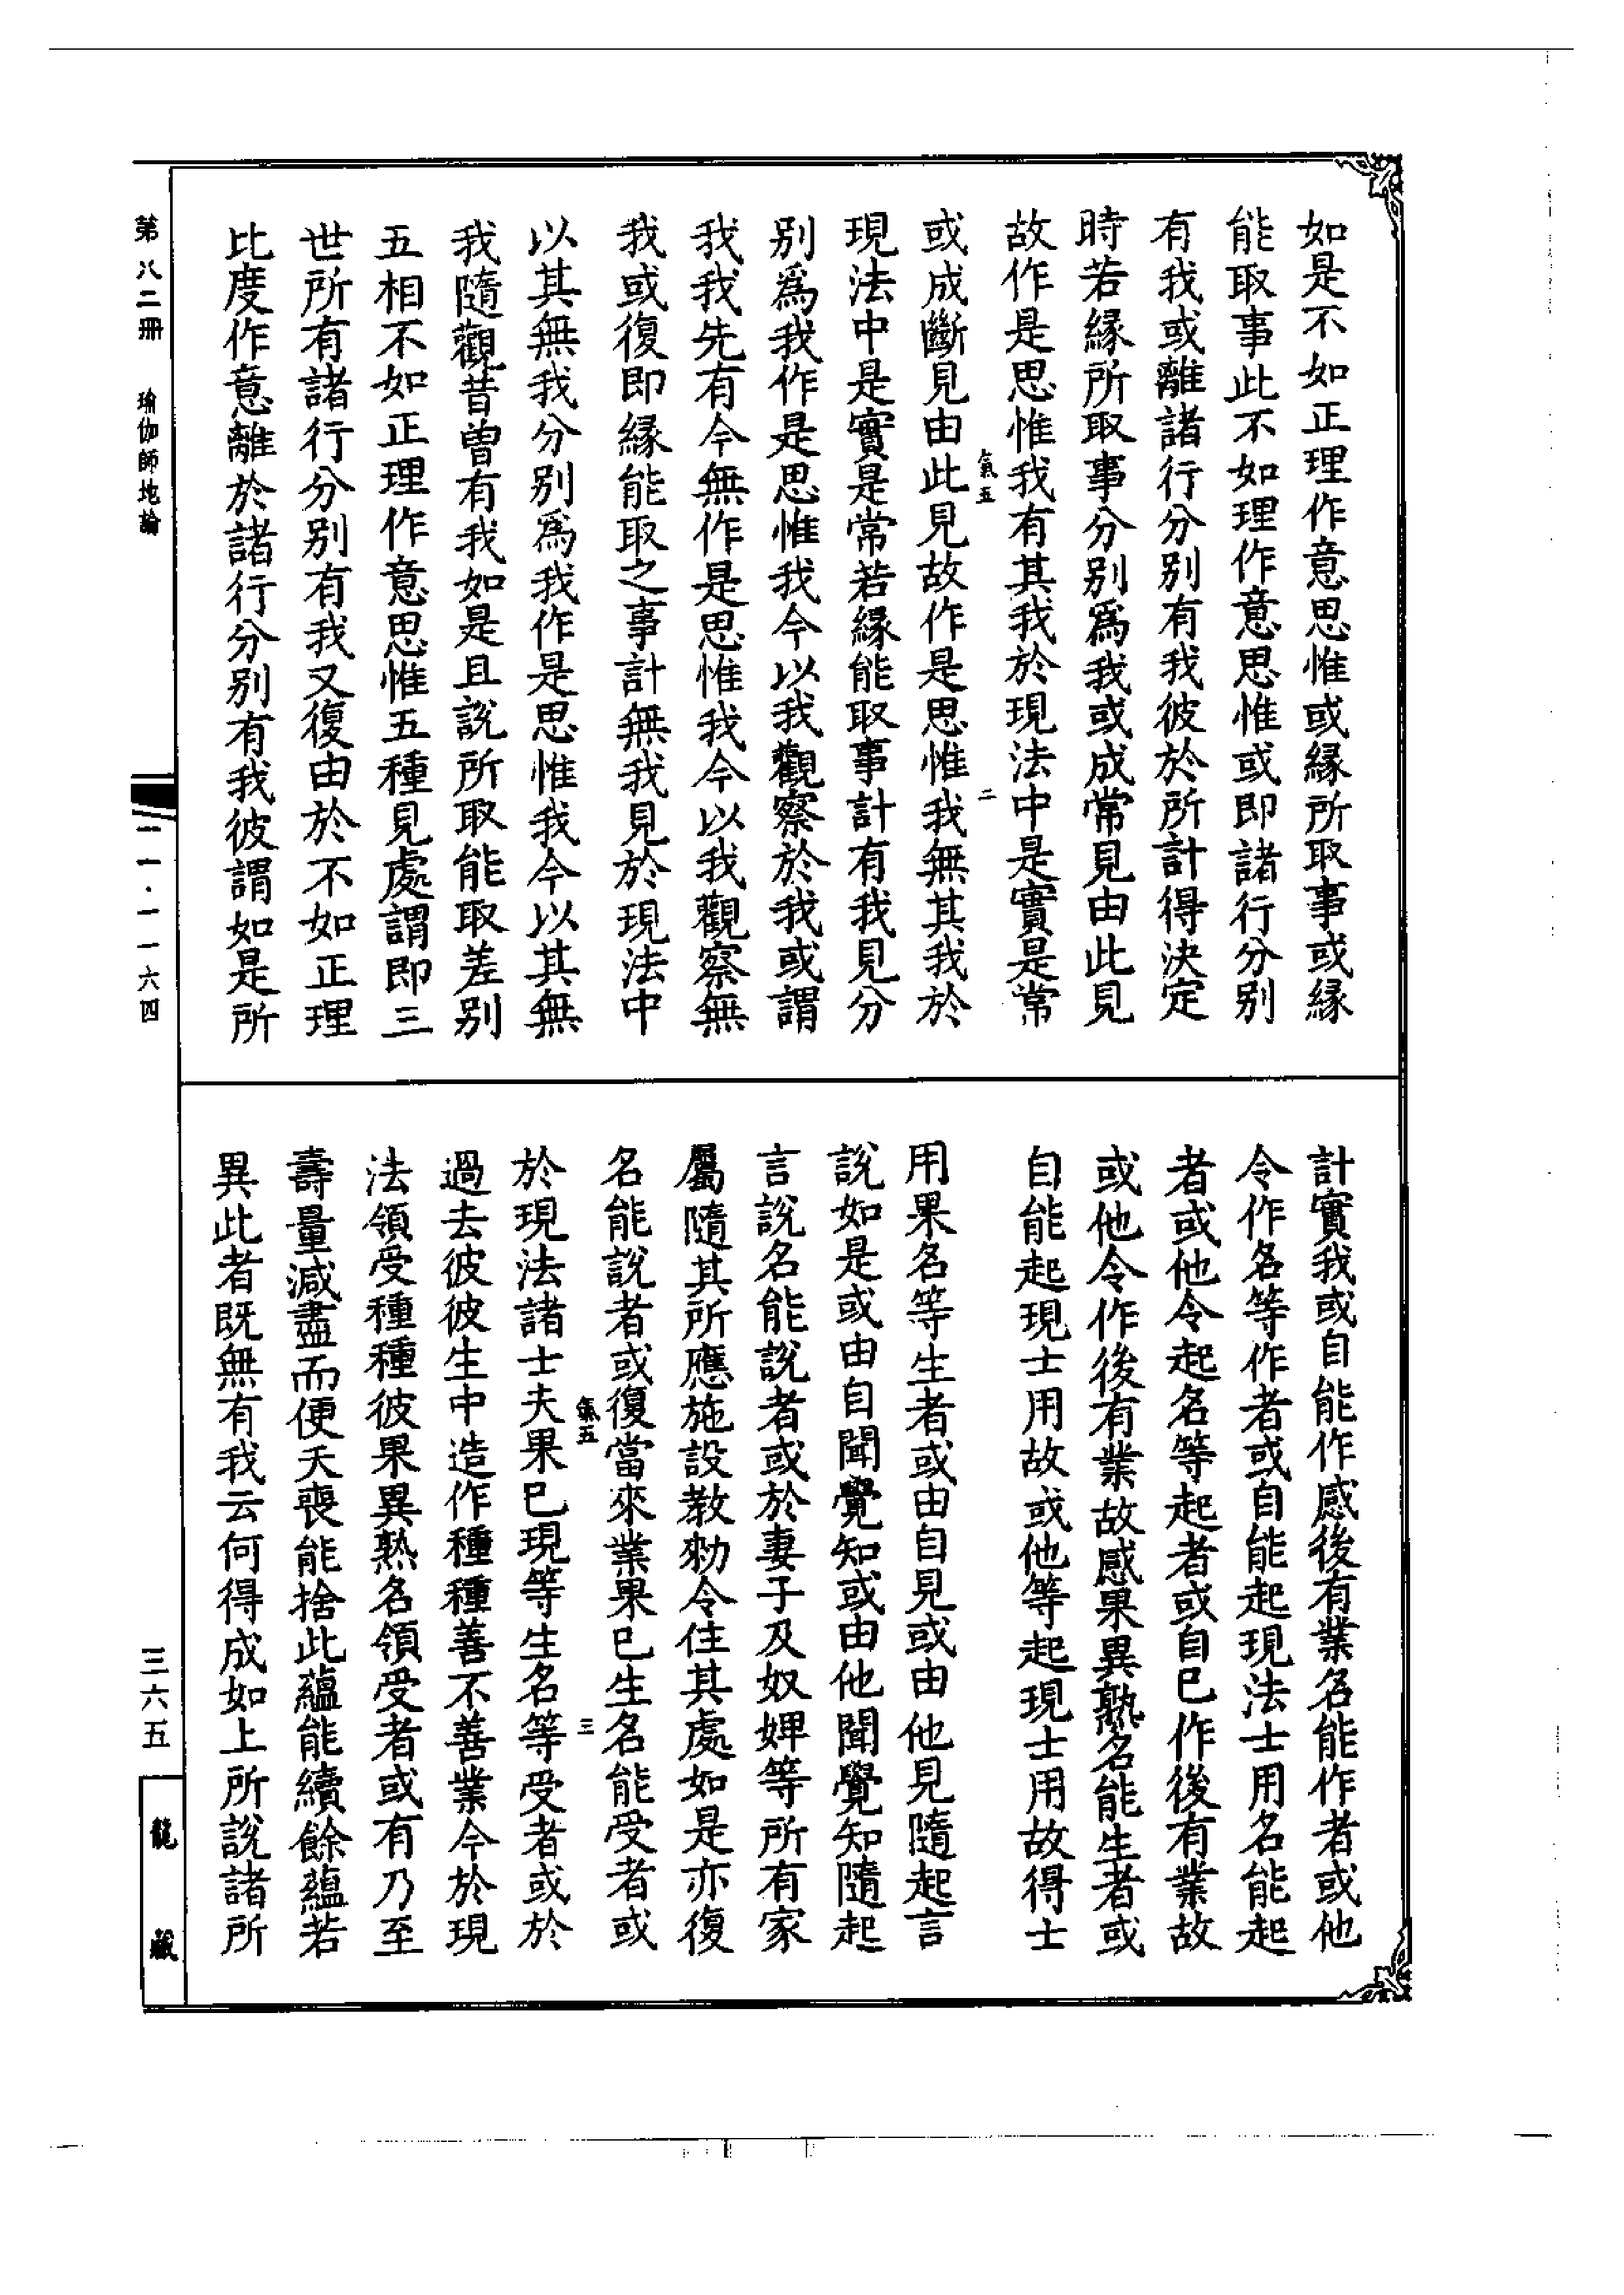 如是不如正理作意思惟或緣所取事或緣
能取事此不如理作意思惟或即諸行分別
有我或離諸行分別有我彼於所計得決定
時若緣所取事分別爲我或成常見由此見
故作是思惟我有其我於現法中是實是常
氣五
二
或成斷見由此見故作是思惟我無其我於
現法中是實是常若緣能取事計有我見分
別爲我作是思惟我今以我觀察於我或謂
我我先有今無作是思惟我今以我觀察無
我或復即緣能取之事計無我見於現法中
以其無我分別爲我作是思惟我今以其無
我隨觀昔曾有我如是且說所取能取差別
五相不如正理作意思惟五種見處謂即三
世所有諸行分別有我又復由於不如正理
比度作意離於諸行分別有我彼謂如是所
計實我或自能作感後有業名能作者或他
令作名等作者或自能起現法士用名能起
者或他令起名等起者或自已作後有業故
或他令作後有業故感果異熟名能生者或
自能起現士用故或他等起現士用故得士
用果名等生者或由自見或由他見隨起言
說如是或由自聞覺知或由他聞覺知隨起
言說名能說者或於妻子及奴婢等所有家
屬隨其所應施設教勑令住其處如是亦復
名能說者或復當來業果已生名能受者或
氣五
三
於現法諸士夫果已現等生名等受者或於
過去彼彼生中造作種種善不善業今於現
法領受種種彼果異熟名領受者或有乃至
壽量減盡而便夭喪能捨此蘊能續餘蘊若
異此者既無有我云何得成如上所說諸所
第八二冊 瑜伽師地論
一一·一一六四
三六五
龍藏